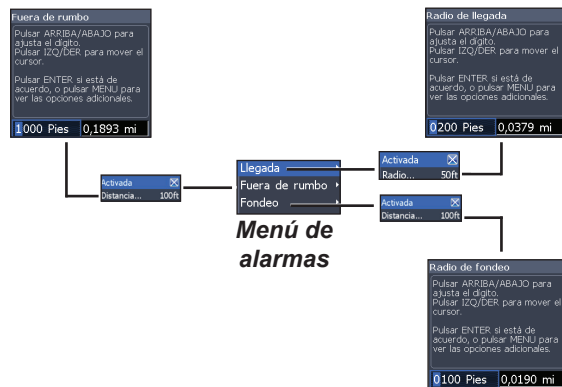 Fuera de rumbo
Pulsar ARRIBA/ABAJO para
ajusta el dígito.
Pulsar IZQ/DER para mover el
cursor.
Pulsar ENTER si está de
acuerdo, o pulsar MENU para
ver las opciones adicionales.
1000 Pies 0,1893 mi
Radio de llegada
Pulsar ARRIBA/ABAJO para
ajusta el dígito.
Pulsar IZQ/DER para mover el
cursor.
Pulsar ENTER si está de
acuerdo, o pulsar MENU para
ver las opciones adicionales.
0200 Pies 0,0379 mi
Activada
Distancia... 100ft
Llegada
Fuera de rumbo
Fondeo
Activada
Radio... 50ft
Activada
Distancia... 100ft
Menú de
alarmas
Radio de fondeo
Pulsar ARRIBA/ABAJO para
ajusta el dígito.
Pulsar IZQ/DER para mover el
cursor.
Pulsar ENTER si está de
acuerdo, o pulsar MENU para
ver las opciones adicionales.
0100 Pies 0,0190 mi